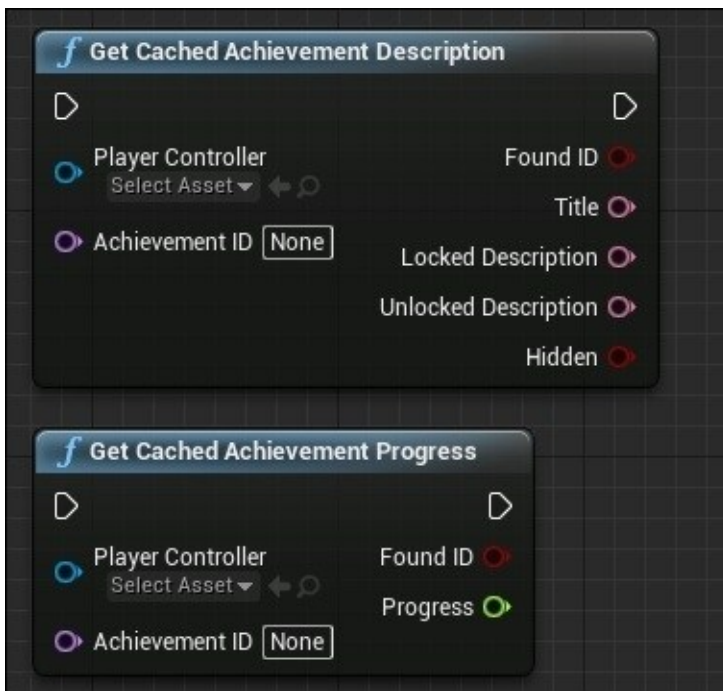 f Get Cached Achievement Description
Player Controller Found ID
Select Asset
Title
Achievement ID None
Locked Description
Unlocked Description
Hidden
f Get Cached Achievement Progress
Player Controller Found ID
Select Asset
Progress
Achievement ID None